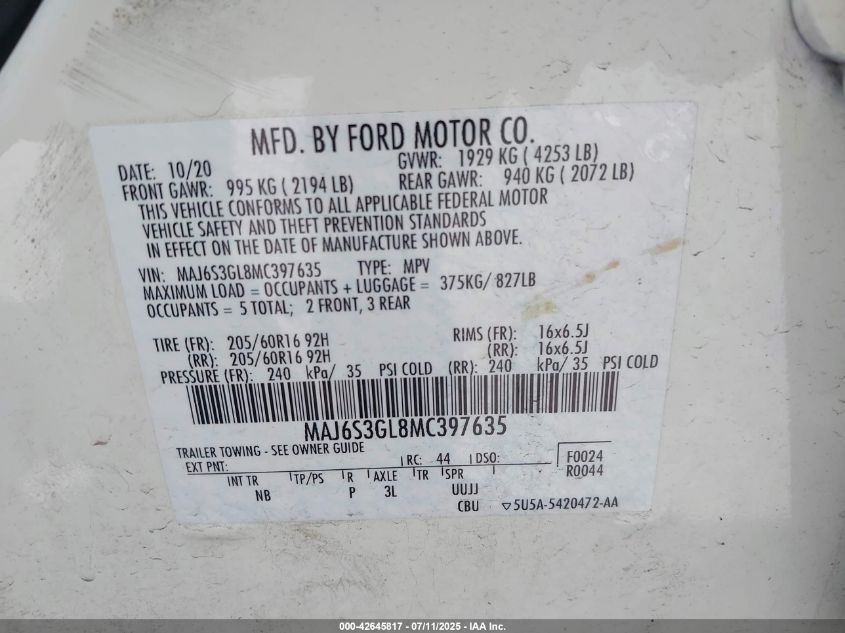 MFD. BY FORD MOTOR CO.
DATE: 10/20 GVWR: 1929 KG ( 4253 LB)
FRONT GAWR: 995 KG ( 2194 LB) REAR GAWR: 940 KG ( 2072 LB)
THIS VEHICLE CONFORMS TO ALL APPLICABLE FEDERAL MOTOR
VEHICLE SAFETY AND THEFT PREVENTION STANDARDS
IN EFFECT ON THE DATE OF MANUFACTURE SHOWN ABOVE.
VIN: MAJ6S3GL8MC397635 TYPE: MPV
MAXIMUM LOAD = OCCUPANTS + LUGGAGE = 375KG/ 827LB
OCCUPANTS = 5 TOTAL; 2 FRONT, 3 REAR
TIRE (FR): 205/60R16 92H RIMS (FR): 16x6.5J
(RR): 205/60R16 92H (RR): 16x6.5J
PRESSURE (FR): 240 kPa/ 35 PSI COLD (RR): 240 kPa/ 35 PSI COLD
MAJ6S3GL8MC397635
TRAILER TOWING - SEE OWNER GUIDE
EXT PNT: RC: 44 DSO: F0024
R0044
INT TR TP/PS R AXLE TR SPR
NB P 3L UUJJ
CBU ▽5U5A-5420472-AA
000-42645817 - 07/11/2025 - IAA Inc.